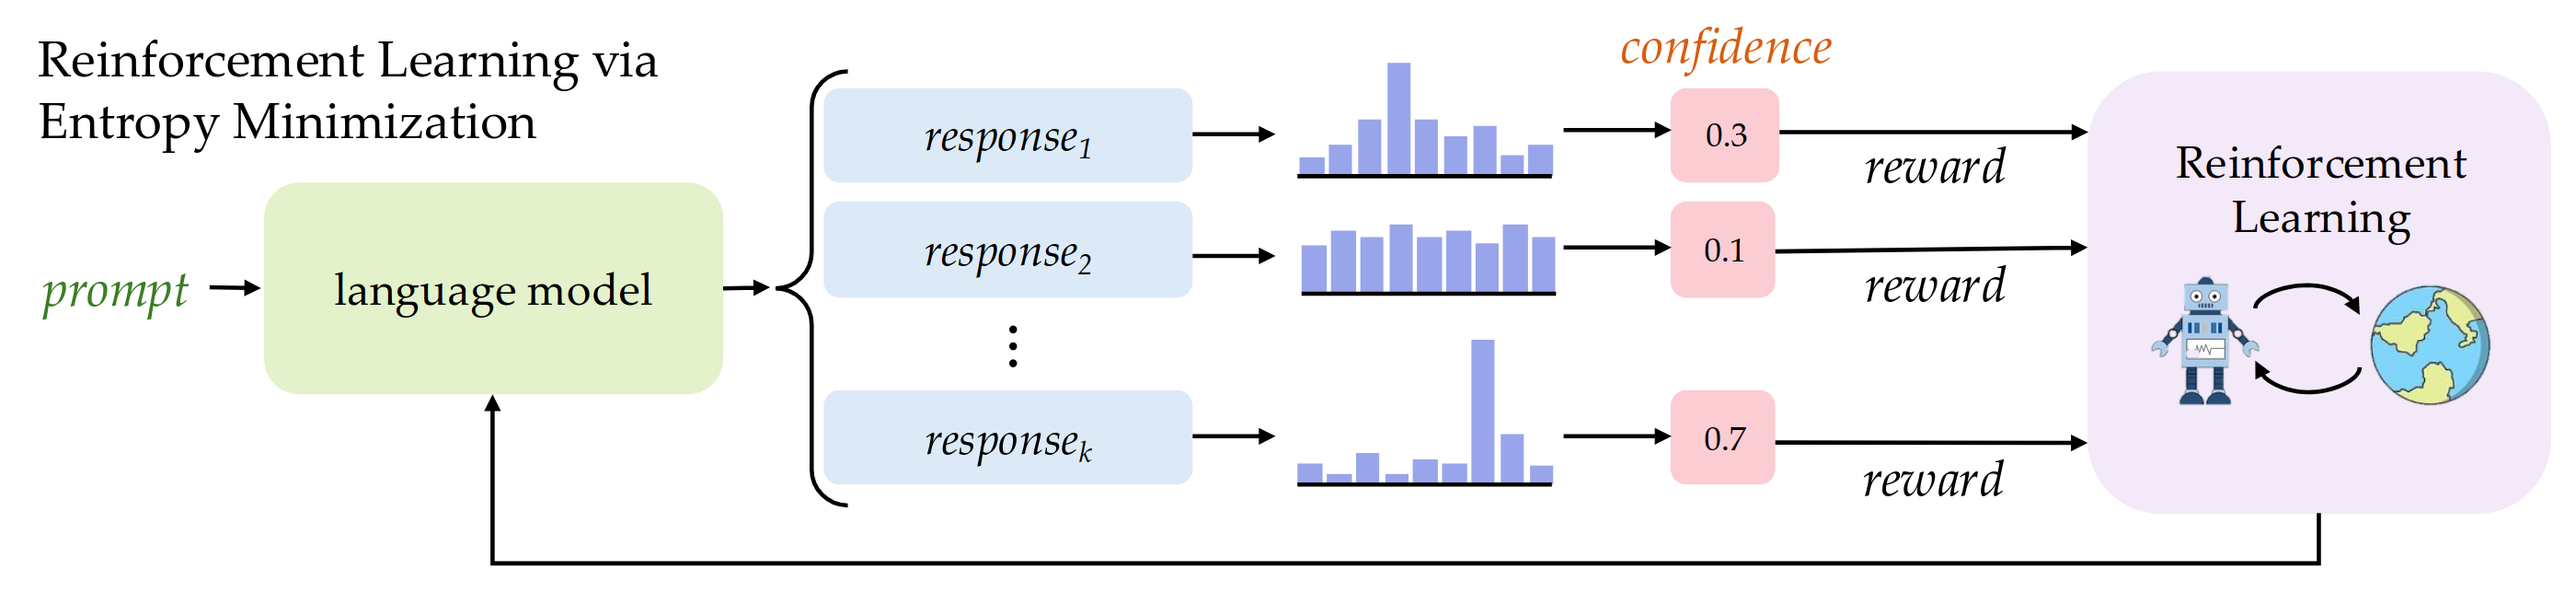 Reinforcement Learning via
Entropy Minimization
prompt
language model
response1
response2
responsek
confidence
0.3
0.1
0.7
reward
reward
reward
Reinforcement
Learning